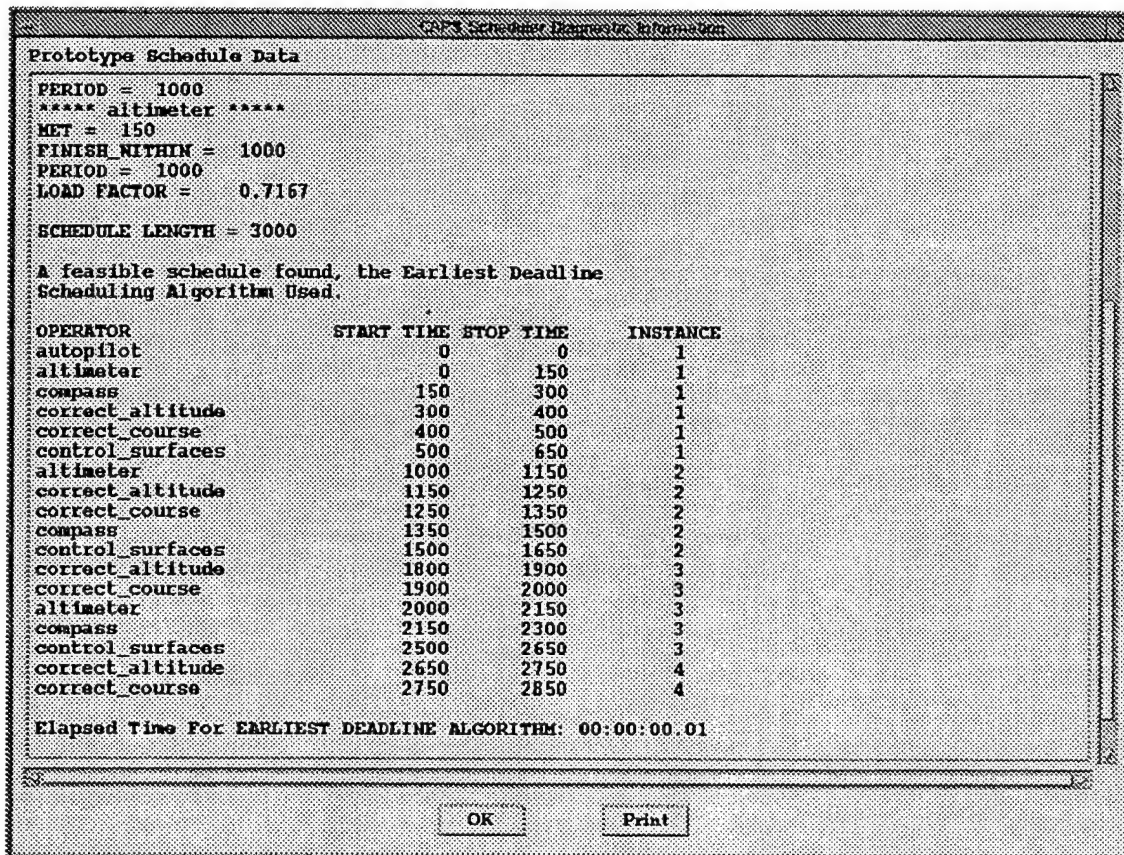 CAPS Scheduler Diagnostic Information
Prototype Schedule Data
PERIOD = 1000
***** altimeter *****
MET = 150
FINISH_WITHIN = 1000
PERIOD = 1000
LOAD FACTOR = 0.7167
SCHEDULE LENGTH = 3000
A feasible schedule found, the Earliest Deadline
Scheduling Algorithm Used.
OPERATOR START TIME STOP TIME INSTANCE
autopilot 0 0 1
altimeter 0 150 1
compass 150 300 1
correct_altitude 300 400 1
correct_course 400 500 1
control_surfaces 500 650 1
altimeter 1000 1150 2
correct_altitude 1150 1250 2
correct_course 1250 1350 2
compass 1350 1500 2
control_surfaces 1500 1650 2
correct_altitude 1800 1900 3
correct_course 1900 2000 3
altimeter 2000 2150 3
compass 2150 2300 3
control_surfaces 2500 2650 3
correct_altitude 2650 2750 4
correct_course 2750 2850 4
Elapsed Time For EARLIEST DEADLINE ALGORITHM: 00:00:00.01
OK Print